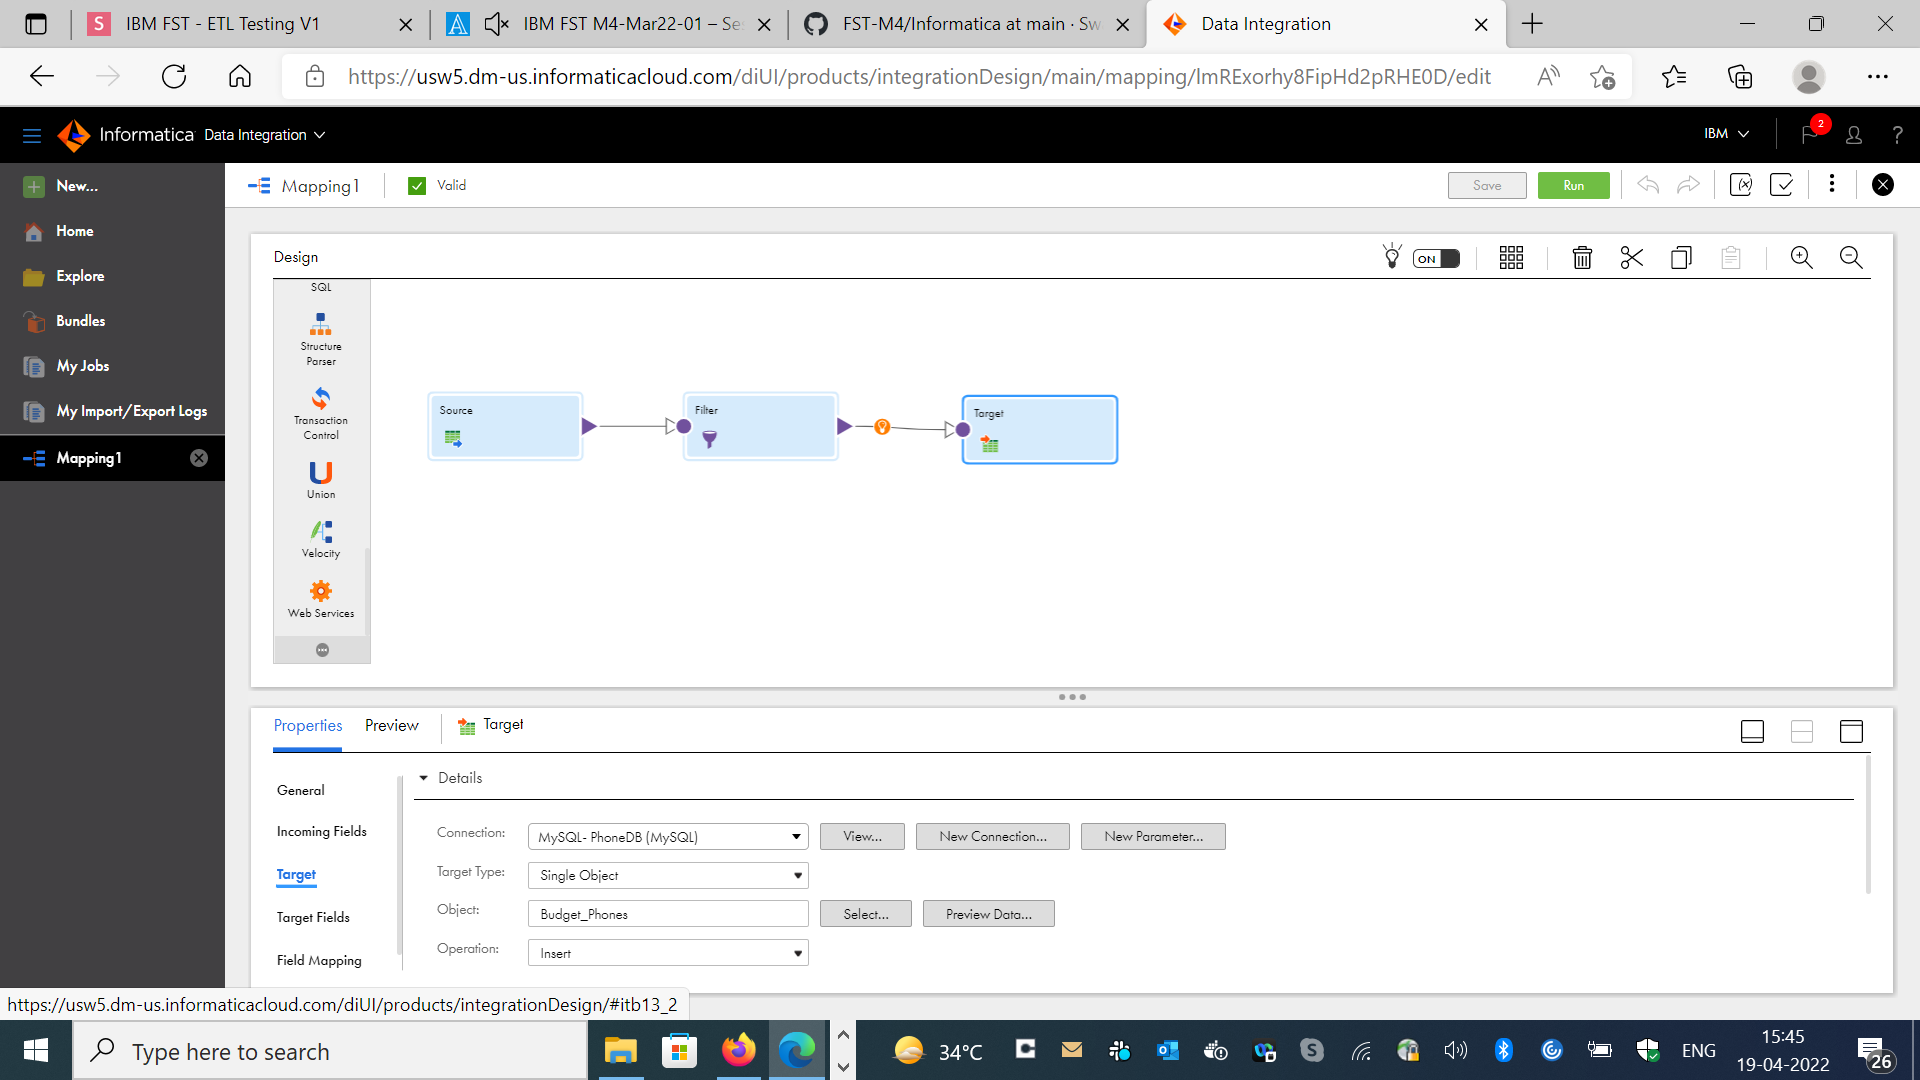 IBM FST - ETL Testing V1
IBM FST M4-Mar22-01 – Ses
FST-M4/Informatica at main · Sw
Data Integration
https://usw5.dm-us.informaticacloud.com/diUI/products/integrationDesign/main/mapping/lmRExorhy8FipHd2pRHE0D/edit
Informatica Data Integration
IBM
2
?
New...
Home
Explore
Bundles
My Jobs
My Import/Export Logs
Mapping1
Mapping1
Valid
Save
Run
Design
ON
SQL
Structure
Parser
Transaction
Control
Union
Velocity
Web Services
Source
Filter
Target
Properties
Preview
Target
General
Incoming Fields
Target
Target Fields
Field Mapping
Details
Connection:
MySQL- PhoneDB (MySQL)
View...
New Connection...
New Parameter...
Target Type:
Single Object
Object:
Budget_Phones
Select...
Preview Data...
Operation:
Insert
https://usw5.dm-us.informaticacloud.com/diUI/products/integrationDesign/#itb13_2
Type here to search
34°C
ENG
15:45
19-04-2022
26